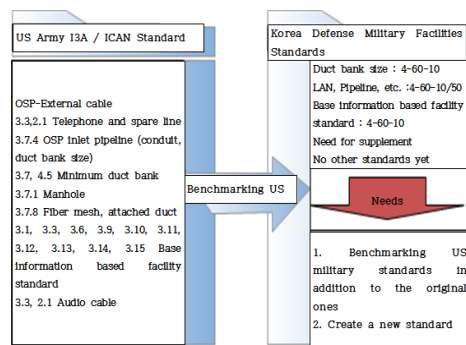 US Army I3A / ICAN Standard
OSP-External cable
3.3,2.1 Telephone and spare line
3.7.4 OSP inlet pipeline (conduit,
duct bank size)
3.7, 4.5 Minimum duct bank
3.7.1 Manhole
3.7.8 Fiber mesh, attached duct
3.1, 3.3, 3.6, 3.9, 3.10, 3.11,
3.12, 3.13, 3.14, 3.15 Base
information based facility
standard
3.3, 2.1 Audio cable
Benchmarking US
Korea Defense Military Facilities
Standards
Duct bank size : 4-60-10
LAN, Pipeline, etc. :4-60-10/50
Base information based facility
standard : 4-60-10
Need for supplement
No other standards yet
Needs
1. Benchmarking US
military standards in
addition to the original
ones
2. Create a new standard